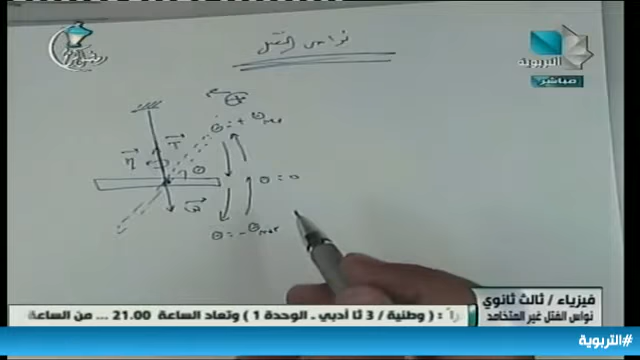 نواس الفتل
التربوية
مباشر
θ = + θmax
T
η
θ
θ = 0
W
θ = - θmax
فيزياء / ثالث ثانوي
نواس الفتل غير المتخامد
: ( وطنية / 3 ثا أدبي .. الوحدة 1 ) وتعاد الساعة 21.00 ... من الساعة
#التربوية